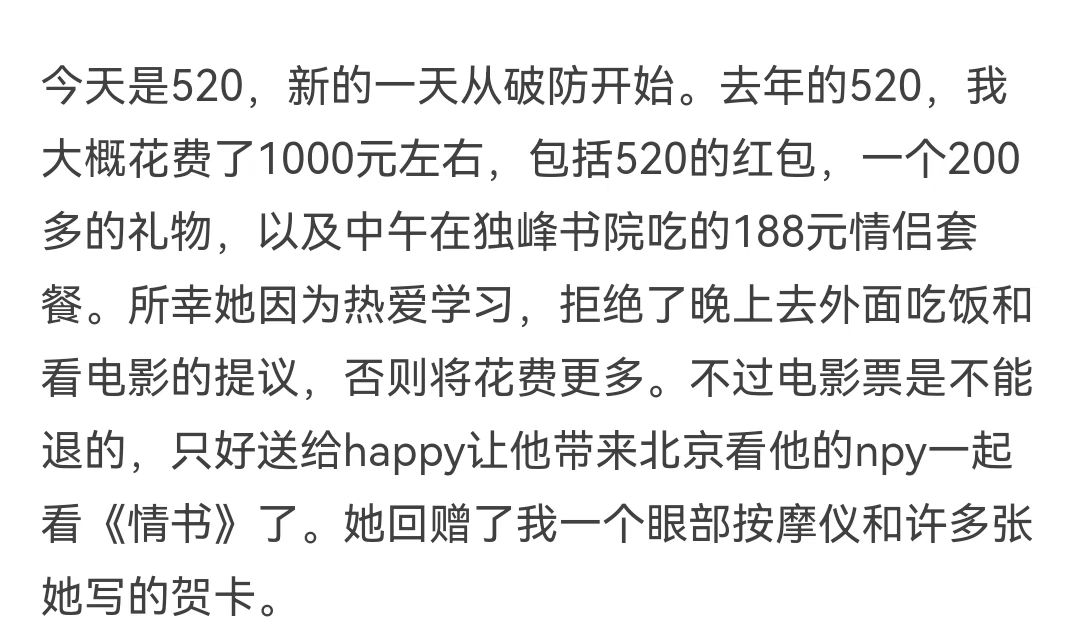 今天是520，新的一天从破防开始。去年的520，我
大概花费了1000元左右，包括520的红包，一个200
多的礼物，以及中午在独峰书院吃的188元情侣套
餐。所幸她因为热爱学习，拒绝了晚上去外面吃饭和
看电影的提议，否则将花费更多。不过电影票是不能
退的，只好送给happy让他带来北京看他的npy一起
看《情书》了。她回赠了我一个眼部按摩仪和许多张
她写的贺卡。